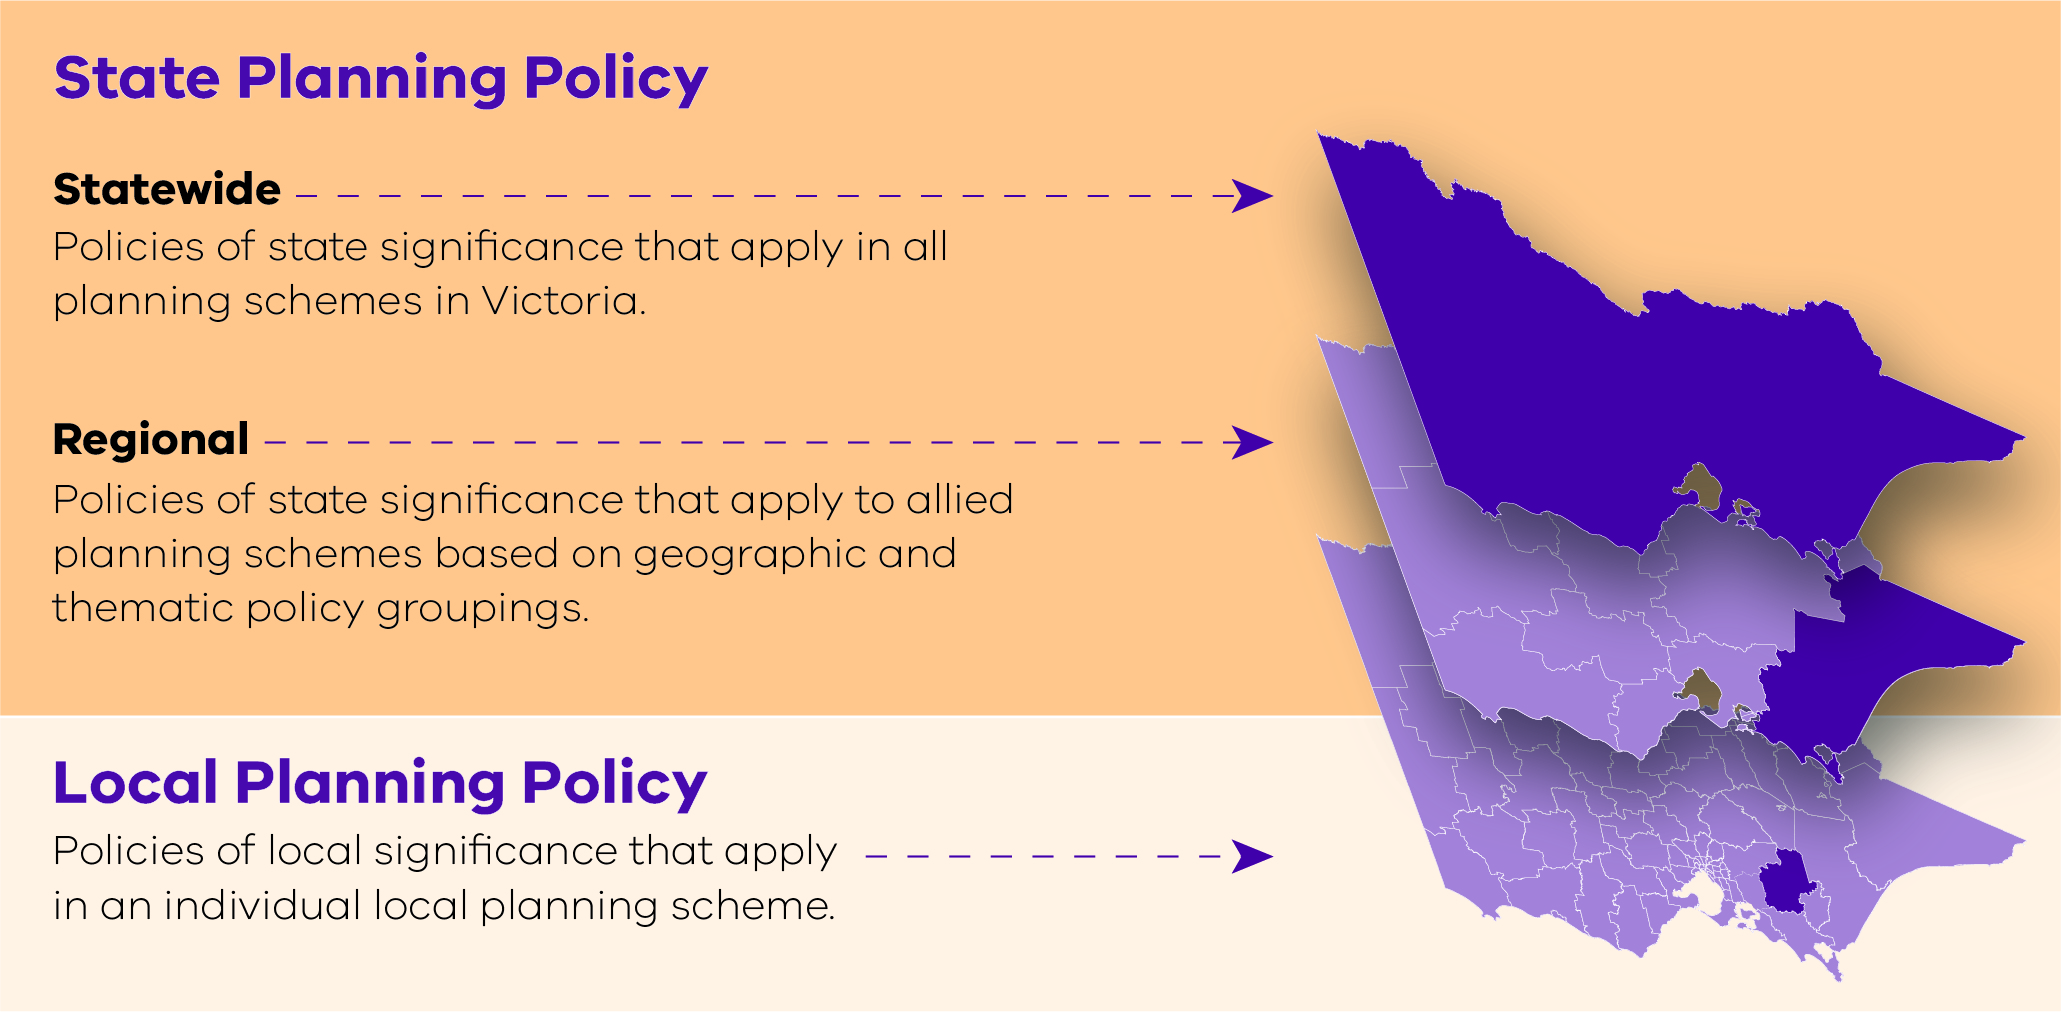 State Planning Policy
Statewide
Policies of state significance that apply in all
planning schemes in Victoria.
Regional
Policies of state significance that apply to allied
planning schemes based on geographic and
thematic policy groupings.
Local Planning Policy
Policies of local significance that apply
in an individual local planning scheme.